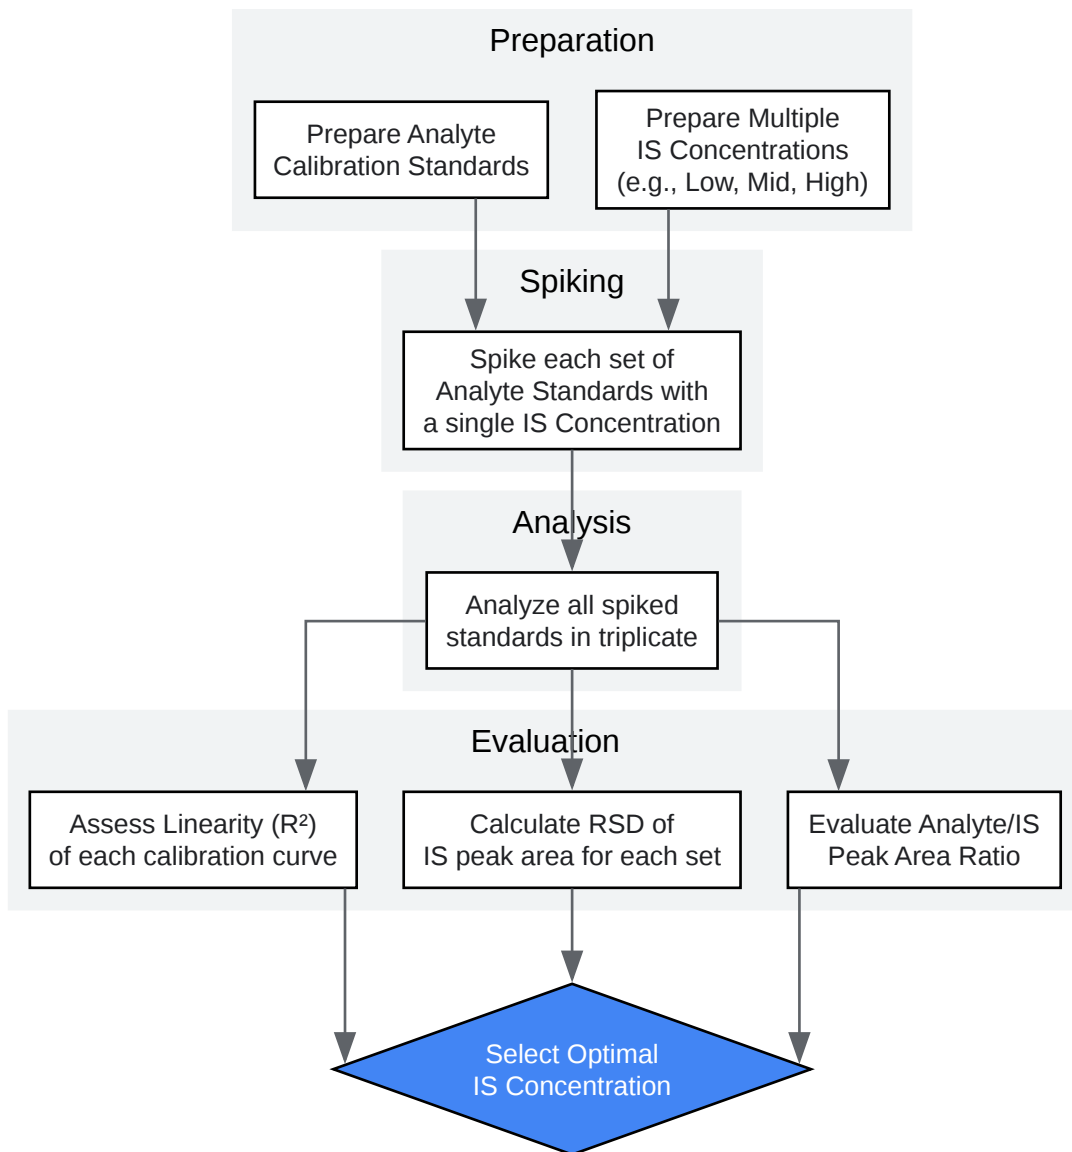 Preparation
Prepare Analyte
Calibration Standards
Prepare Multiple
IS Concentrations
(e.g., Low, Mid, High)
Spiking
Spike each set of
Analyte Standards with
a single IS Concentration
Analysis
Analyze all spiked
standards in triplicate
Evaluation
Assess Linearity (R²)
of each calibration curve
Calculate RSD of
IS peak area for each set
Evaluate Analyte/IS
Peak Area Ratio
Select Optimal
IS Concentration